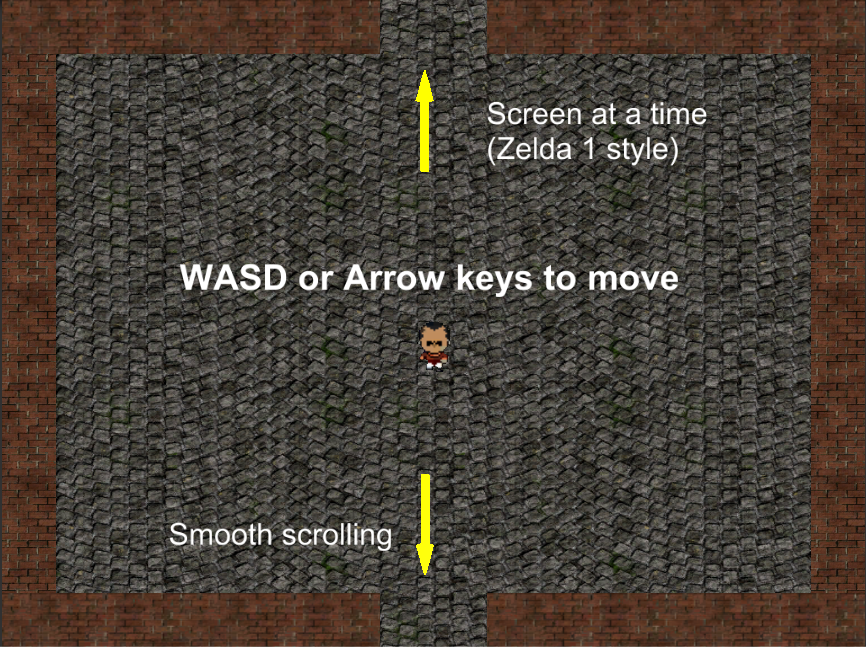 Screen at a time
(Zelda 1 style)
WASD or Arrow keys to move
Smooth scrolling